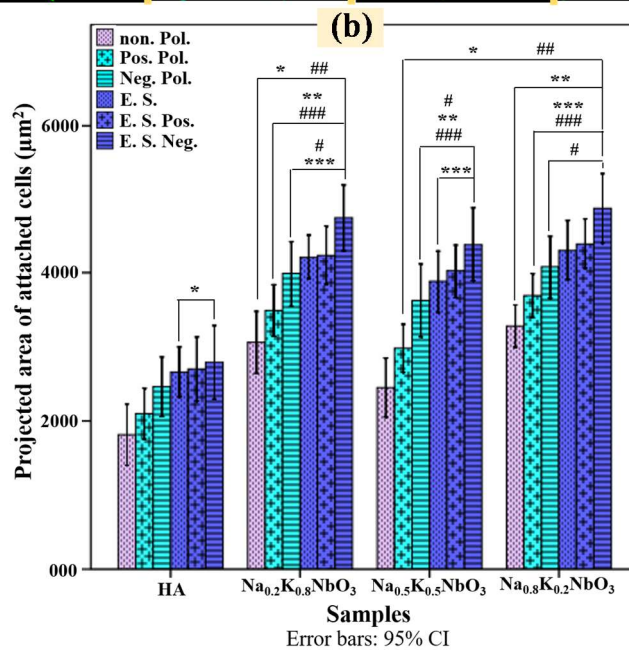 (b)
non. Pol.
Pos. Pol.
Neg. Pol.
E. S.
E. S. Pos.
E. S. Neg.
Projected area of attached cells (μm²)
6000
4000
2000
000
*
* ##
**
###
#
***
#
**
###
***
* ##
**
***
###
#
HA
Na₀.₂K₀.₈NbO₃
Na₀.₅K₀.₅NbO₃
Na₀.₈K₀.₂NbO₃
Samples
Error bars: 95% CI